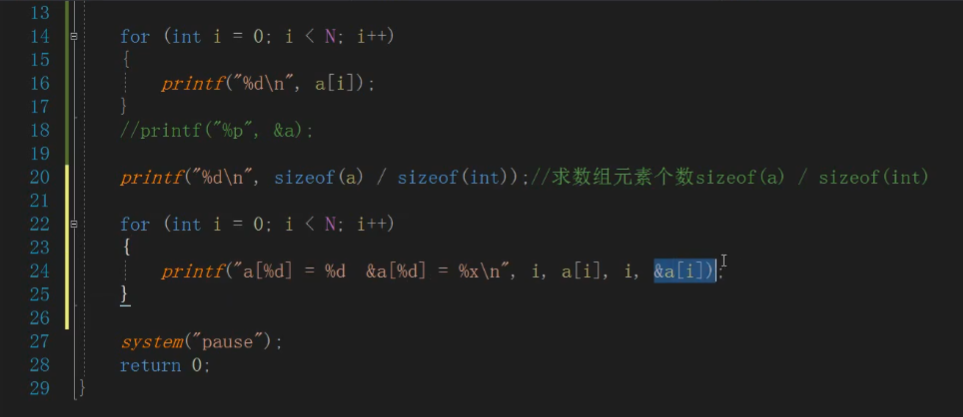 13
14 for (int i = 0; i < N; i++)
15 {
16 printf("%d\n", a[i]);
17 }
18 //printf("%p", &a);
19
20 printf("%d\n", sizeof(a) / sizeof(int));//求数组元素个数sizeof(a) / sizeof(int)
21
22 for (int i = 0; i < N; i++)
23 {
24 printf("a[%d] = %d  &a[%d] = %x\n", i, a[i], i, &a[i]);
25 }
26
27 system("pause");
28 return 0;
29 }